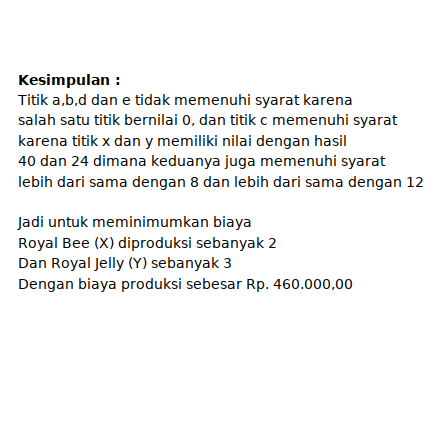 Kesimpulan :
Titik a,b,d dan e tidak memenuhi syarat karena
salah satu titik bernilai 0, dan titik c memenuhi syarat
karena titik x dan y memiliki nilai dengan hasil
40 dan 24 dimana keduanya juga memenuhi syarat
lebih dari sama dengan 8 dan lebih dari sama dengan 12
Jadi untuk meminimumkan biaya
Royal Bee (X) diproduksi sebanyak 2
Dan Royal Jelly (Y) sebanyak 3
Dengan biaya produksi sebesar Rp. 460.000,00